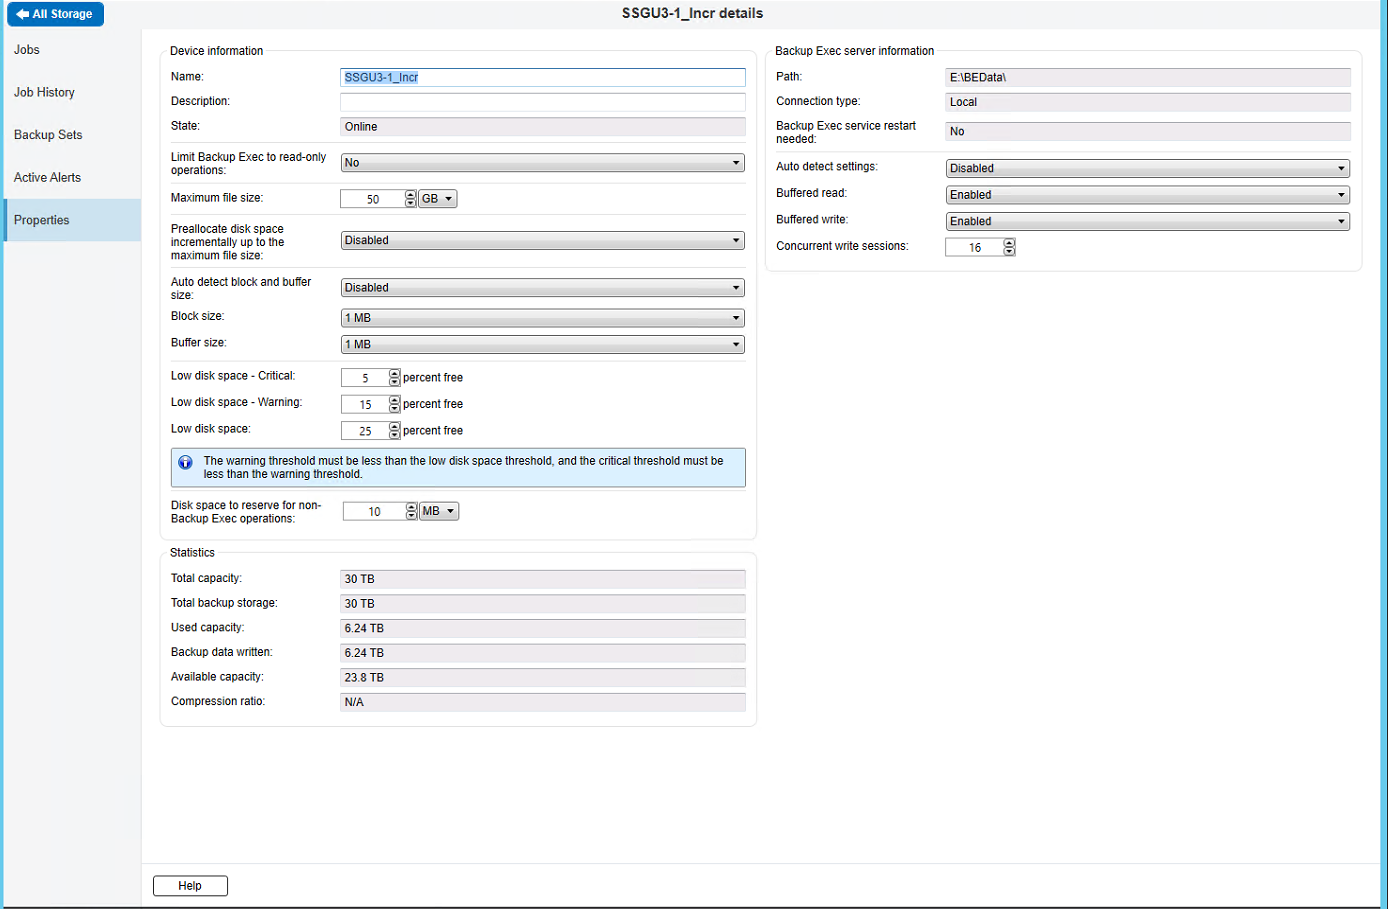 All Storage
SSGU3-1_Incr details
Jobs
Job History
Backup Sets
Active Alerts
Properties
Device information
Name:
SSGU3-1_Incr
Description:
State:
Online
Limit Backup Exec to read-only
operations:
No
Maximum file size:
50
GB
Preallocate disk space
incrementally up to the
maximum file size:
Disabled
Auto detect block and buffer
size:
Disabled
Block size:
1 MB
Buffer size:
1 MB
Low disk space - Critical:
5
percent free
Low disk space - Warning:
15
percent free
Low disk space:
25
percent free
The warning threshold must be less than the low disk space threshold, and the critical threshold must be
less than the warning threshold.
Disk space to reserve for non-
Backup Exec operations:
10
MB
Statistics
Total capacity:
30 TB
Total backup storage:
30 TB
Used capacity:
6.24 TB
Backup data written:
6.24 TB
Available capacity:
23.8 TB
Compression ratio:
N/A
Backup Exec server information
Path:
E:\BEData\
Connection type:
Local
Backup Exec service restart
needed:
No
Auto detect settings:
Disabled
Buffered read:
Enabled
Buffered write:
Enabled
Concurrent write sessions:
16
Help